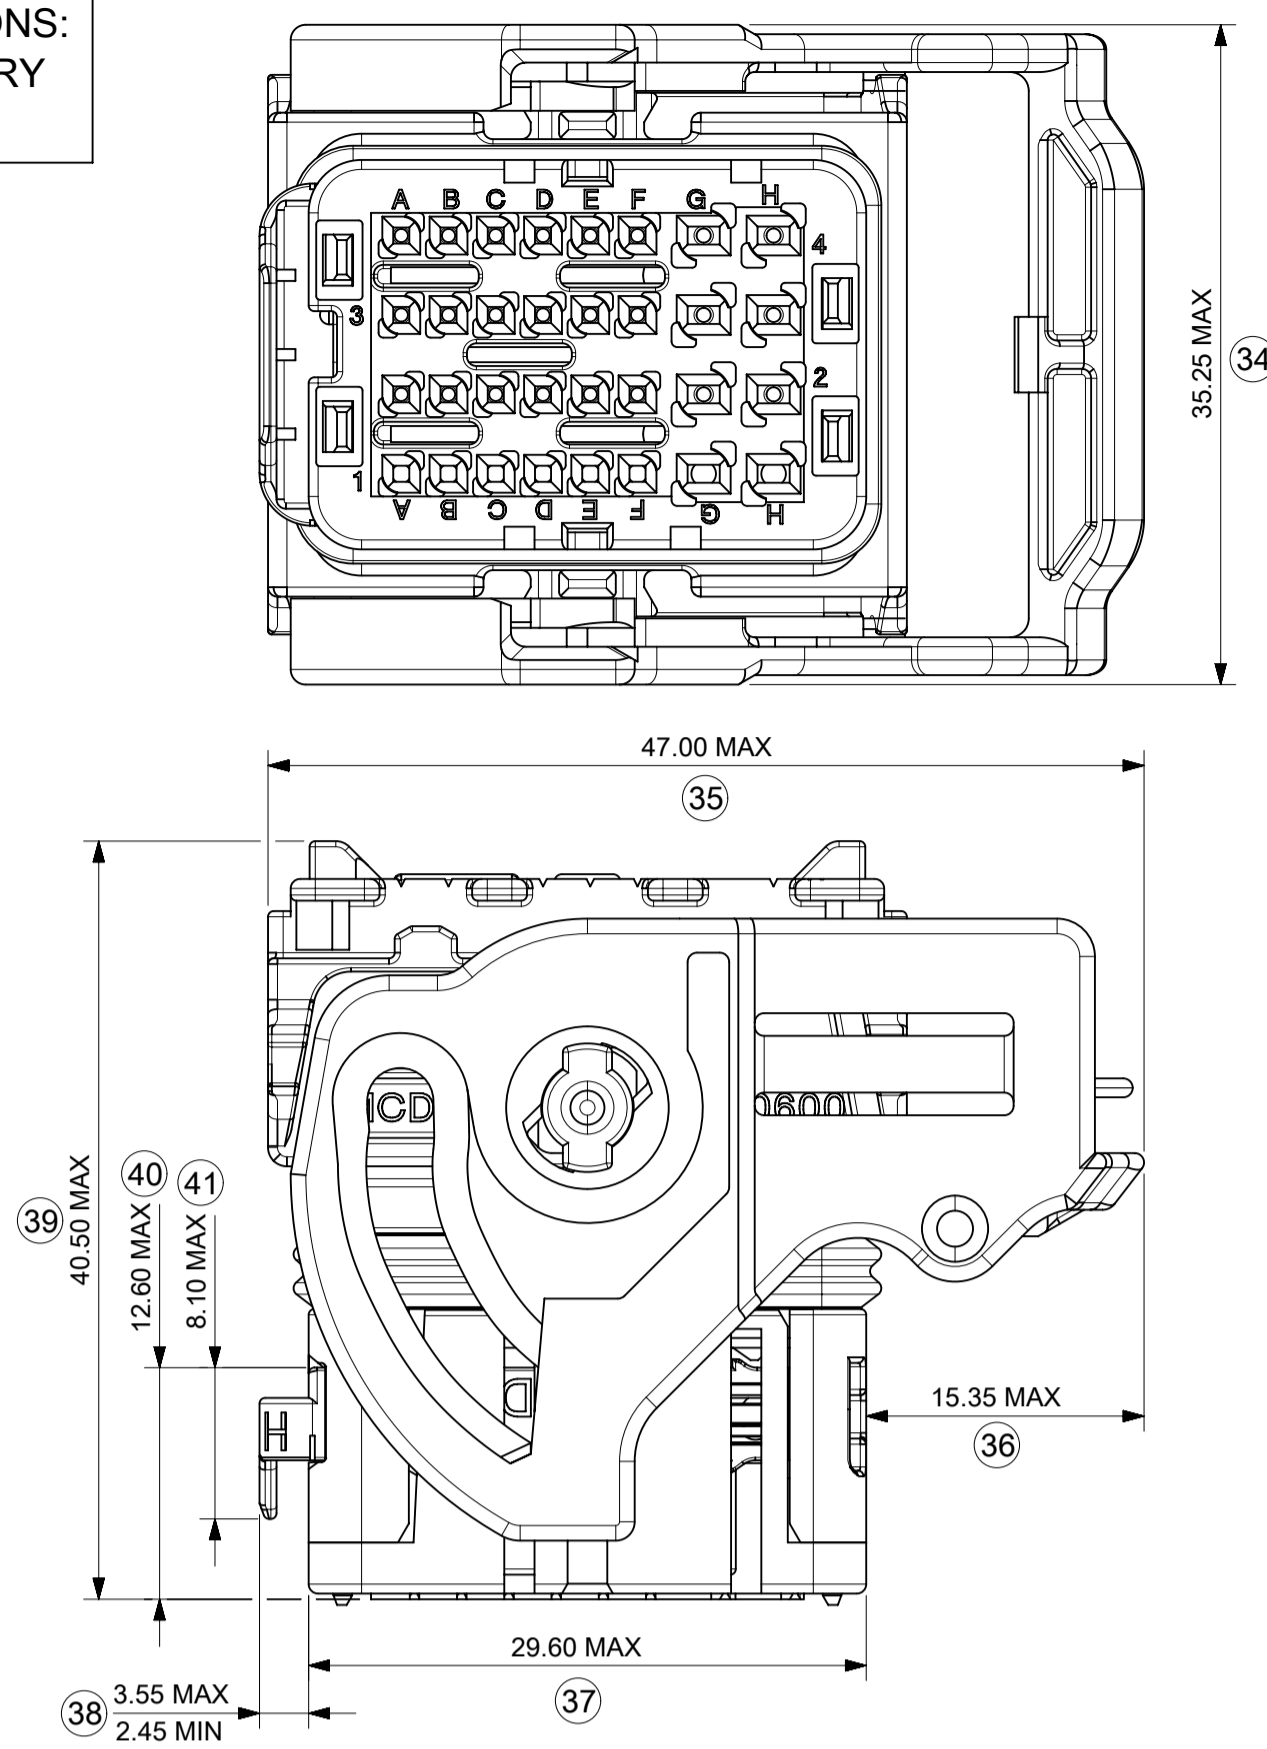 ONS:
RY
A B C D E F G H
4
3
2
1
A B C D E F G H
35.25 MAX
34
47.00 MAX
35
ICD
0600
40.50 MAX
39
12.60 MAX
40
8.10 MAX
41
H
D
15.35 MAX
36
29.60 MAX
37
3.55 MAX
2.45 MIN
38